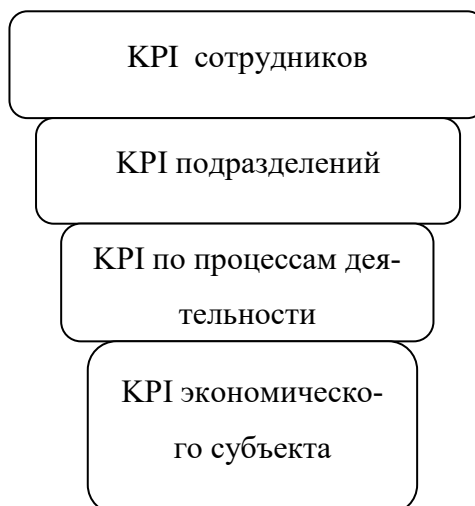 KPI  сотрудников
KPI подразделений
KPI по процессам дея-
тельности
KPI экономическо-
го субъекта